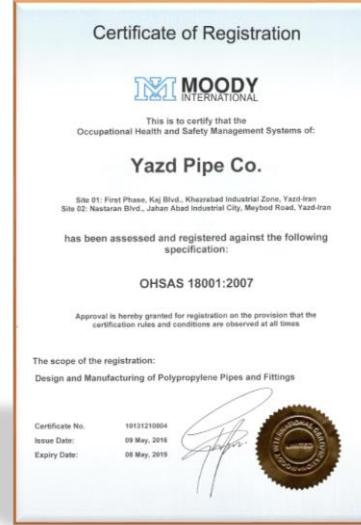 Certificate of Registration
MOODY
INTERNATIONAL
This is to certify that the
Occupational Health and Safety Management Systems of:
Yazd Pipe Co.
Site 01: First Phase, Kaj Blvd., Khezrabad Industrial Zone, Yazd-Iran
Site 02: Nastaran Blvd., Jahan Abad Industrial City, Meybod Road, Yazd-Iran
has been assessed and registered against the following
specification:
OHSAS 18001:2007
Approval is hereby granted for registration on the provision that the
certification rules and conditions are observed at all times
The scope of the registration:
Design and Manufacturing of Polypropylene Pipes and Fittings
Certificate No. 10131210804
Issue Date: 09 May, 2016
Expiry Date: 08 May, 2019